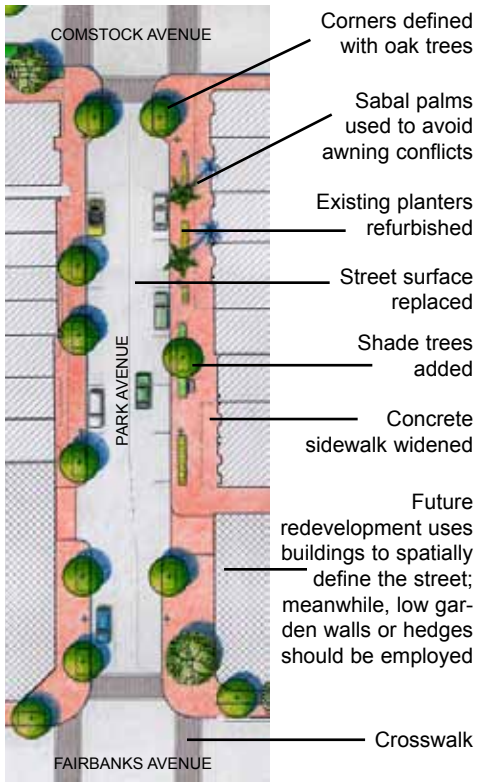 COMSTOCK AVENUE
Corners defined
with oak trees
Sabal palms
used to avoid
awning conflicts
Existing planters
refurbished
Street surface
replaced
Shade trees
added
PARK AVENUE
Concrete
sidewalk widened
Future
redevelopment uses
buildings to spatially
define the street;
meanwhile, low gar-
den walls or hedges
should be employed
Crosswalk
FAIRBANKS AVENUE